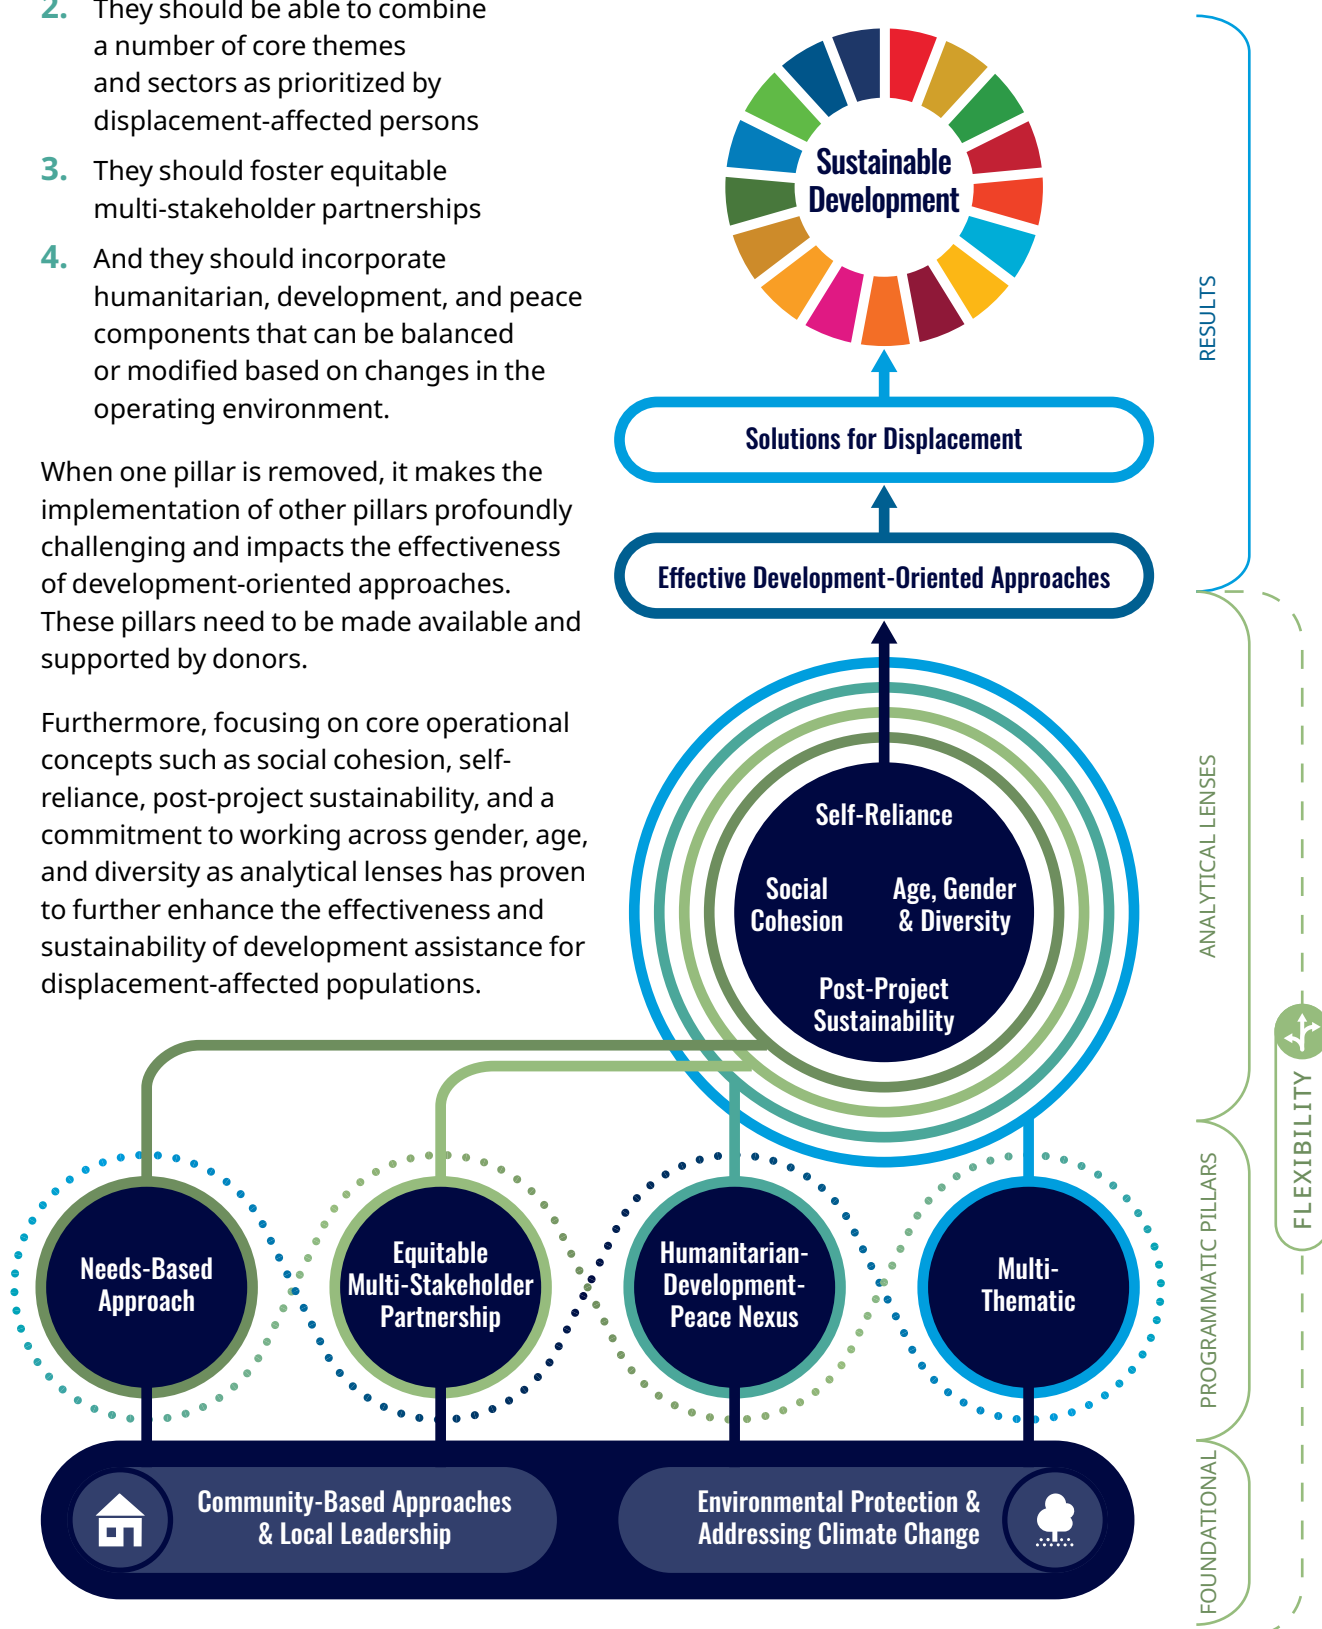 2. They should be able to combine
a number of core themes
and sectors as prioritized by
displacement-affected persons
3. They should foster equitable
multi-stakeholder partnerships
4. And they should incorporate
humanitarian, development, and peace
components that can be balanced
or modified based on changes in the
operating environment.
When one pillar is removed, it makes the
implementation of other pillars profoundly
challenging and impacts the effectiveness
of development-oriented approaches.
These pillars need to be made available and
supported by donors.
Furthermore, focusing on core operational
concepts such as social cohesion, self-
reliance, post-project sustainability, and a
commitment to working across gender, age,
and diversity as analytical lenses has proven
to further enhance the effectiveness and
sustainability of development assistance for
displacement-affected populations.
Sustainable
Development
Solutions for Displacement
Effective Development-Oriented Approaches
Self-Reliance
Social
Cohesion
Age, Gender
& Diversity
Post-Project
Sustainability
Needs-Based
Approach
Equitable
Multi-Stakeholder
Partnership
Humanitarian-
Development-
Peace Nexus
Multi-
Thematic
Community-Based Approaches
& Local Leadership
Environmental Protection &
Addressing Climate Change
RESULTS
ANALYTICAL LENSES
PROGRAMMATIC PILLARS
FOUNDATIONAL
FLEXIBILITY